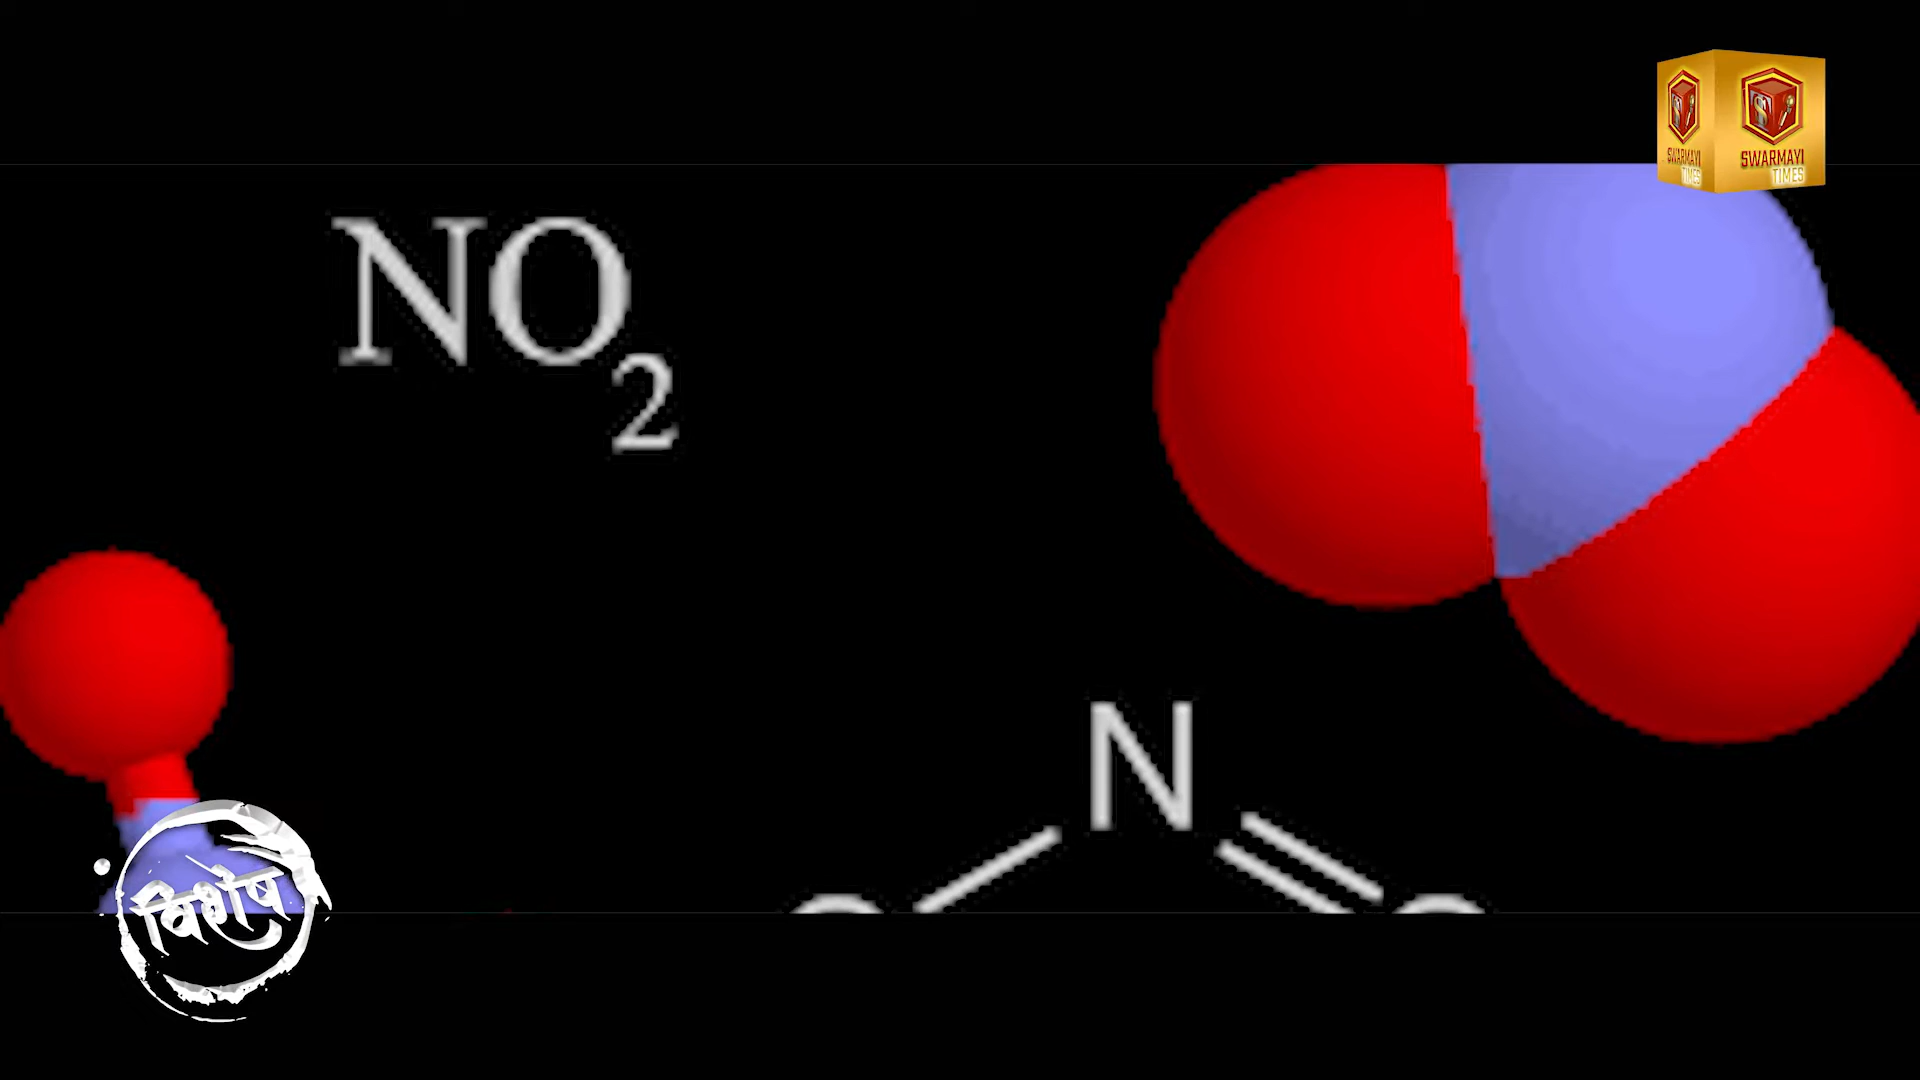 SWARMAYI
TIMES
SWARMAYI
TIMES
NO2
N
O
O
विशेष